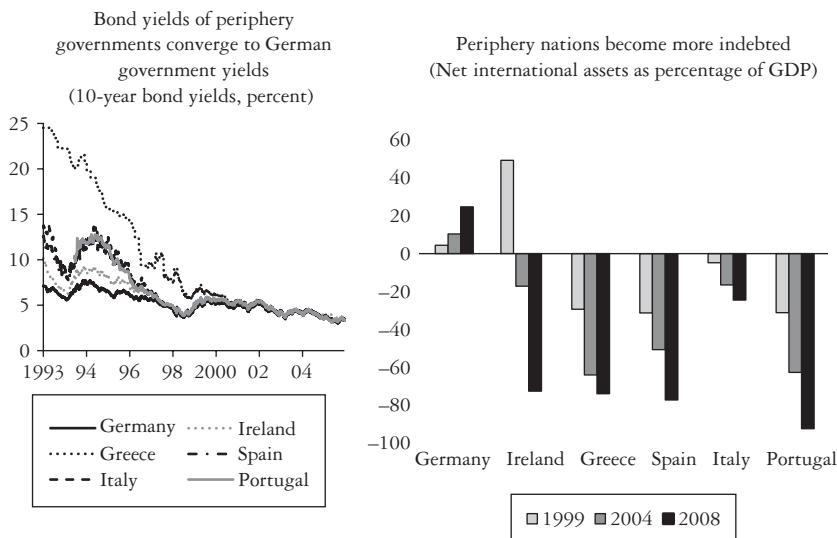 Bond yields of periphery
governments converge to German
government yields
(10-year bond yields, percent)
25
20
15
10
5
0
1993 94 96 98 2000 02 04
Germany Ireland
Greece Spain
Italy Portugal
Periphery nations become more indebted
(Net international assets as percentage of GDP)
60
40
20
0
–20
–40
–60
–80
–100
Germany Ireland Greece Spain Italy Portugal
1999 2004 2008